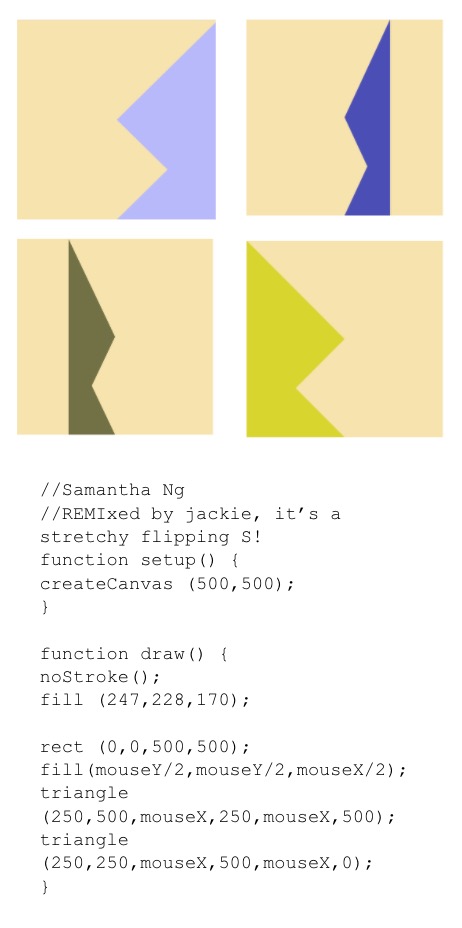 //Samantha Ng
//REMIxed by jackie, it’s a
stretchy flipping S!
function setup() {
createCanvas (500,500);
}
function draw() {
noStroke();
fill (247,228,170);
rect (0,0,500,500);
fill(mouseY/2,mouseY/2,mouseX/2);
triangle
(250,500,mouseX,250,mouseX,500);
triangle
(250,250,mouseX,500,mouseX,0);
}